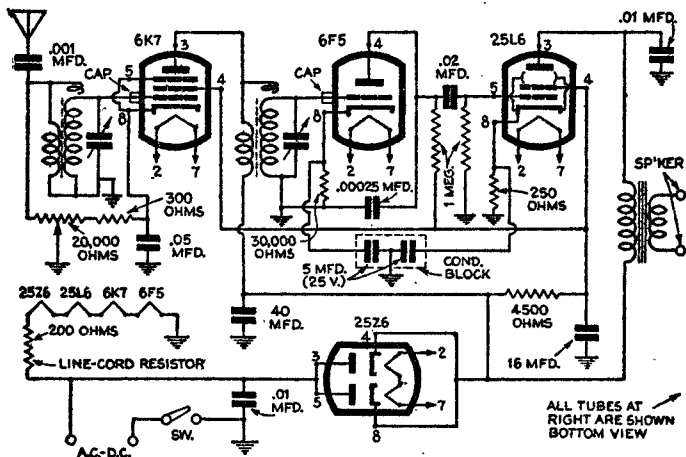 .001
MFD.
6K7
3
5
CAP
4
8
2
7
300
OHMS
20,000
OHMS
.05
MFD.
6F5
4
CAP
8
2
7
.00025 MFD.
30,000
OHMS
5 MFD.
(25 V.)
COND.
BLOCK
.02
MFD.
1 MEG.
25L6
3
5
4
8
2
7
250
OHMS
.01 MFD.
SP'KER
25Z6 25L6 6K7 6F5
200 OHMS
LINE-CORD RESISTOR
40
MFD.
25Z6
4
3
5
2
7
8
4500
OHMS
16 MFD.
.01
MFD.
SW.
A.C.-D.C.
ALL TUBES AT
RIGHT ARE SHOWN
BOTTOM VIEW